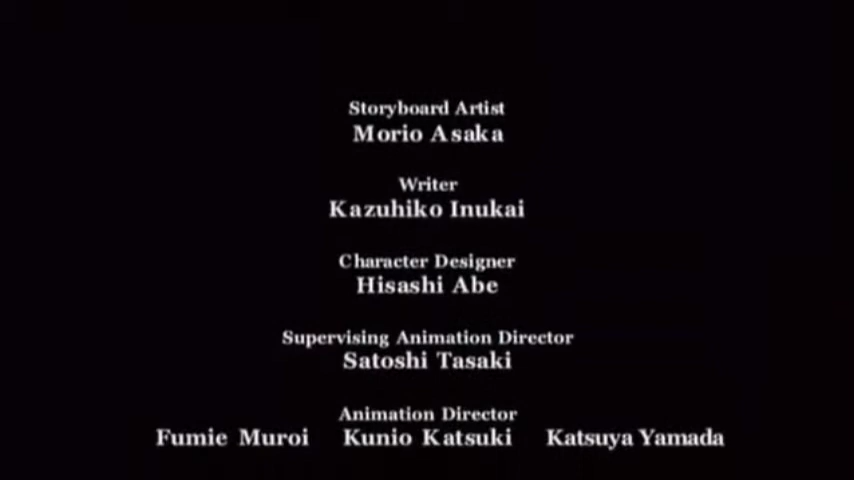 Storyboard Artist
Morio Asaka
Writer
Kazuhiko Inukai
Character Designer
Hisashi Abe
Supervising Animation Director
Satoshi Tasaki
Animation Director
Fumie Muroi Kunio Katsuki Katsuya Yamada